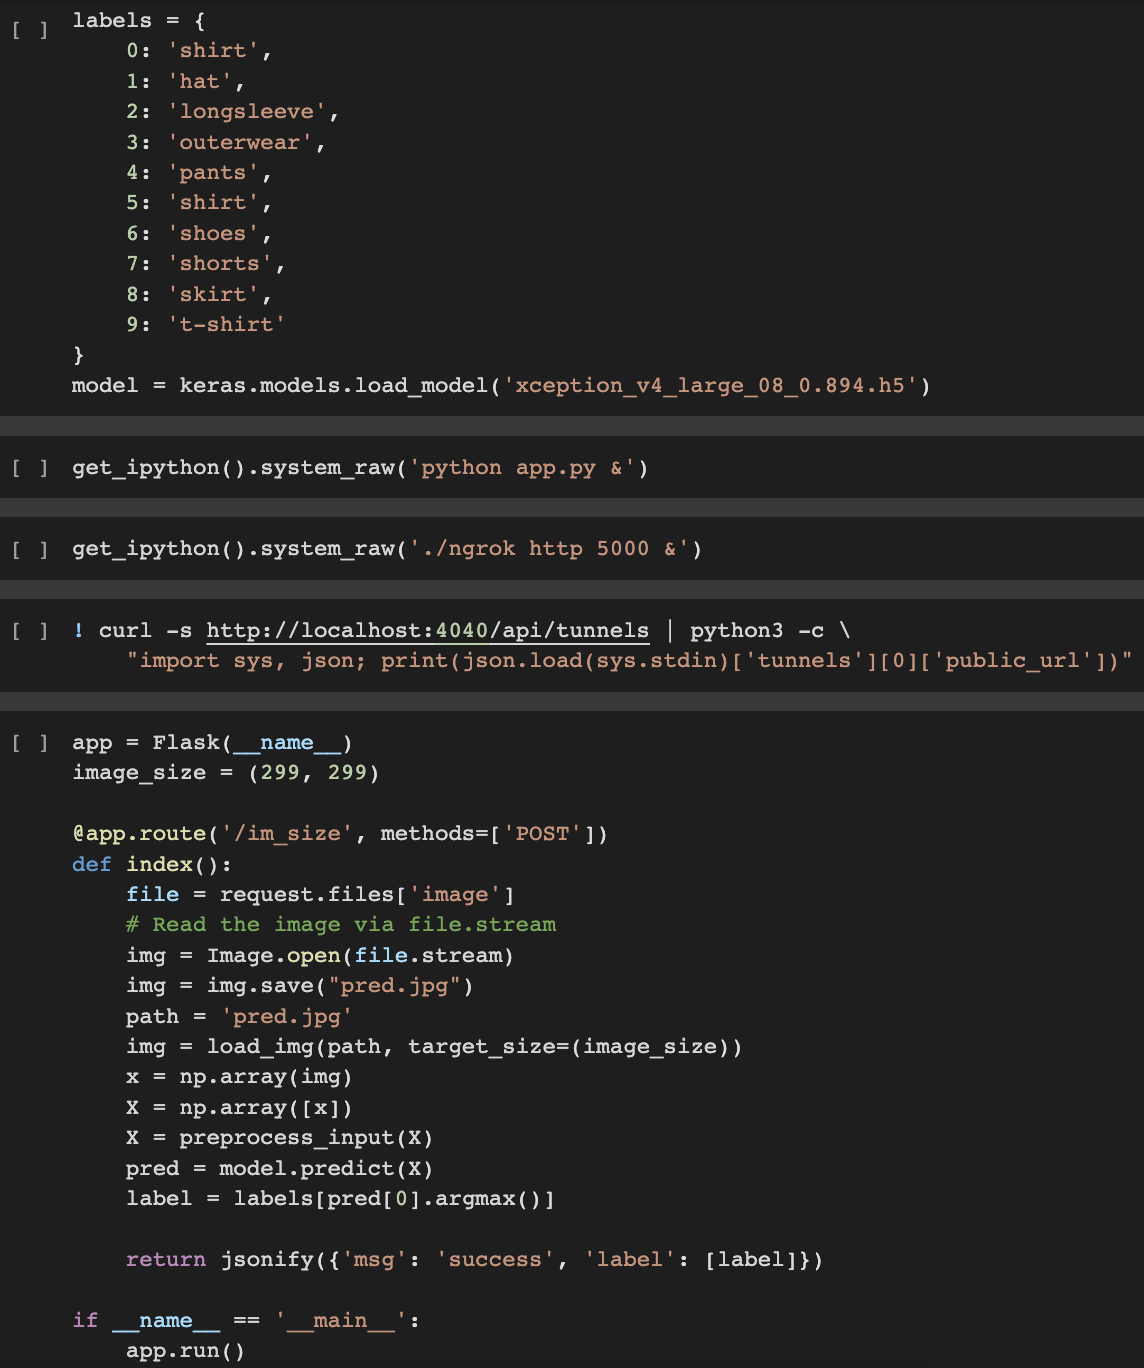 [ ] labels = {
0: 'shirt',
1: 'hat',
2: 'longsleeve',
3: 'outerwear',
4: 'pants',
5: 'shirt',
6: 'shoes',
7: 'shorts',
8: 'skirt',
9: 't-shirt'
}
model = keras.models.load_model('xception_v4_large_08_0.894.h5')
[ ] get_ipython().system_raw('python app.py &')
[ ] get_ipython().system_raw('./ngrok http 5000 &')
[ ] ! curl -s http://localhost:4040/api/tunnels | python3 -c \
"import sys, json; print(json.load(sys.stdin)['tunnels'][0]['public_url'])"
[ ] app = Flask(__name__)
image_size = (299, 299)
@app.route('/im_size', methods=['POST'])
def index():
file = request.files['image']
# Read the image via file.stream
img = Image.open(file.stream)
img = img.save("pred.jpg")
path = 'pred.jpg'
img = load_img(path, target_size=(image_size))
x = np.array(img)
X = np.array([x])
X = preprocess_input(X)
pred = model.predict(X)
label = labels[pred[0].argmax()]
return jsonify({'msg': 'success', 'label': [label]})
if __name__ == '__main__':
app.run()